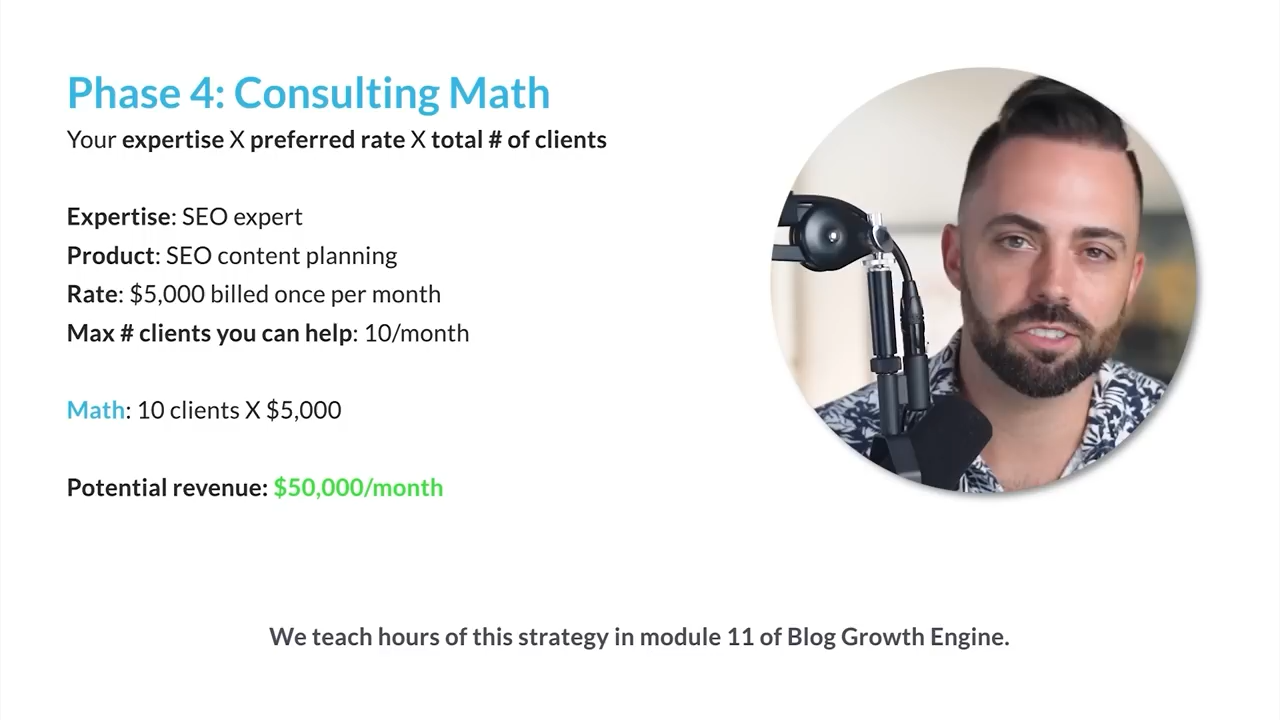 Phase 4: Consulting Math
Your expertise X preferred rate X total # of clients
Expertise: SEO expert
Product: SEO content planning
Rate: $5,000 billed once per month
Max # clients you can help: 10/month
Math: 10 clients X $5,000
Potential revenue: $50,000/month
We teach hours of this strategy in module 11 of Blog Growth Engine.